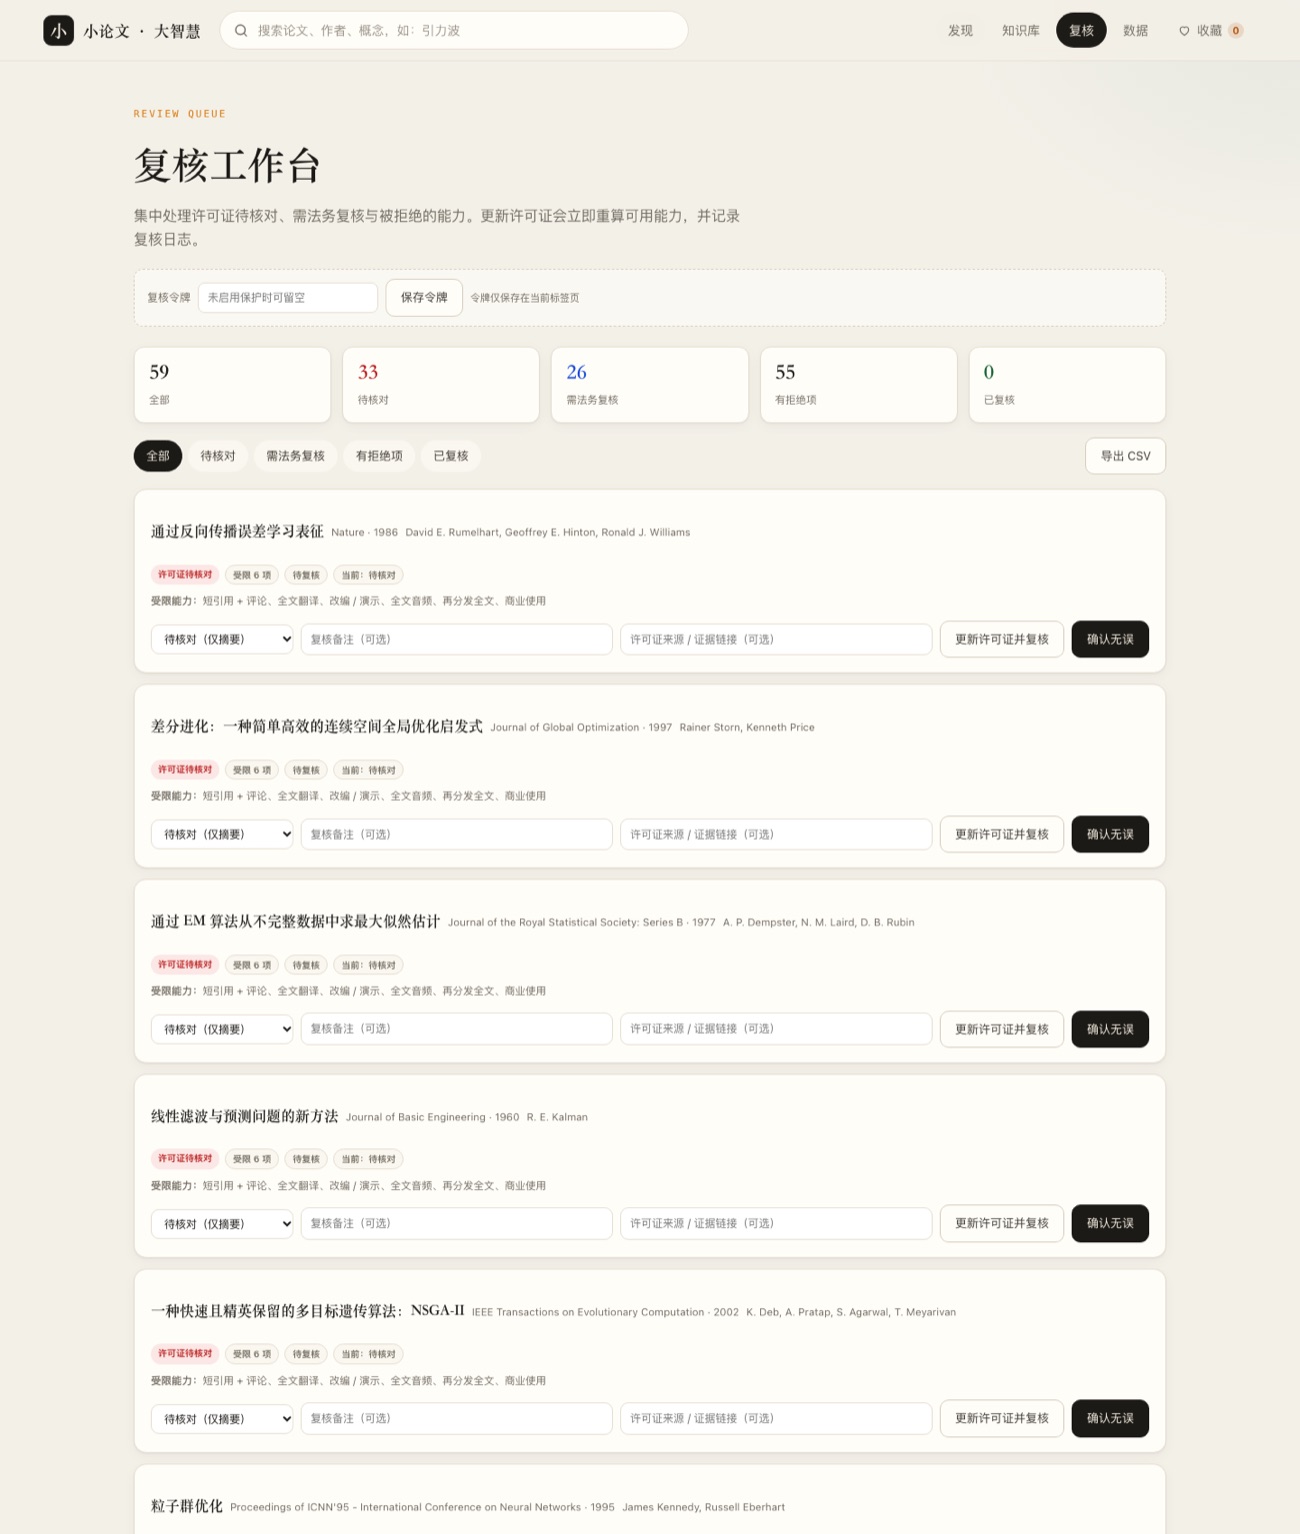 小 小论文 · 大智慧
搜索论文、作者、概念，如：引力波
发现 知识库 复核 数据 收藏 0
REVIEW QUEUE
复核工作台
集中处理许可证待核对、需法务复核与被拒绝的能力。更新许可证会立即重算可用能力，并记录
复核日志。
复核令牌 未启用保护时可留空 保存令牌 令牌仅保存在当前标签页
59 33 26 55 0
全部 待核对 需法务复核 有拒绝项 已复核
全部 待核对 需法务复核 有拒绝项 已复核 导出 CSV
通过反向传播误差学习表征 Nature · 1986 David E. Rumelhart, Geoffrey E. Hinton, Ronald J. Williams
许可证待核对 受限 6 项 待复核 当前：待核对
受限能力：短引用 + 评论、全文翻译、改编 / 演示、全文音频、再分发全文、商业使用
待核对（仅摘要） 复核备注（可选） 许可证来源 / 证据链接（可选） 更新许可证并复核 确认无误
差分进化：一种简单高效的连续空间全局优化启发式 Journal of Global Optimization · 1997 Rainer Storn, Kenneth Price
许可证待核对 受限 6 项 待复核 当前：待核对
受限能力：短引用 + 评论、全文翻译、改编 / 演示、全文音频、再分发全文、商业使用
待核对（仅摘要） 复核备注（可选） 许可证来源 / 证据链接（可选） 更新许可证并复核 确认无误
通过 EM 算法从不完整数据中求最大似然估计 Journal of the Royal Statistical Society: Series B · 1977 A. P. Dempster, N. M. Laird, D. B. Rubin
许可证待核对 受限 6 项 待复核 当前：待核对
受限能力：短引用 + 评论、全文翻译、改编 / 演示、全文音频、再分发全文、商业使用
待核对（仅摘要） 复核备注（可选） 许可证来源 / 证据链接（可选） 更新许可证并复核 确认无误
线性滤波与预测问题的新方法 Journal of Basic Engineering · 1960 R. E. Kalman
许可证待核对 受限 6 项 待复核 当前：待核对
受限能力：短引用 + 评论、全文翻译、改编 / 演示、全文音频、再分发全文、商业使用
待核对（仅摘要） 复核备注（可选） 许可证来源 / 证据链接（可选） 更新许可证并复核 确认无误
一种快速且精英保留的多目标遗传算法：NSGA-II IEEE Transactions on Evolutionary Computation · 2002 K. Deb, A. Pratap, S. Agarwal, T. Meyarivan
许可证待核对 受限 6 项 待复核 当前：待核对
受限能力：短引用 + 评论、全文翻译、改编 / 演示、全文音频、再分发全文、商业使用
待核对（仅摘要） 复核备注（可选） 许可证来源 / 证据链接（可选） 更新许可证并复核 确认无误
粒子群优化 Proceedings of ICNN'95 - International Conference on Neural Networks · 1995 James Kennedy, Russell Eberhart